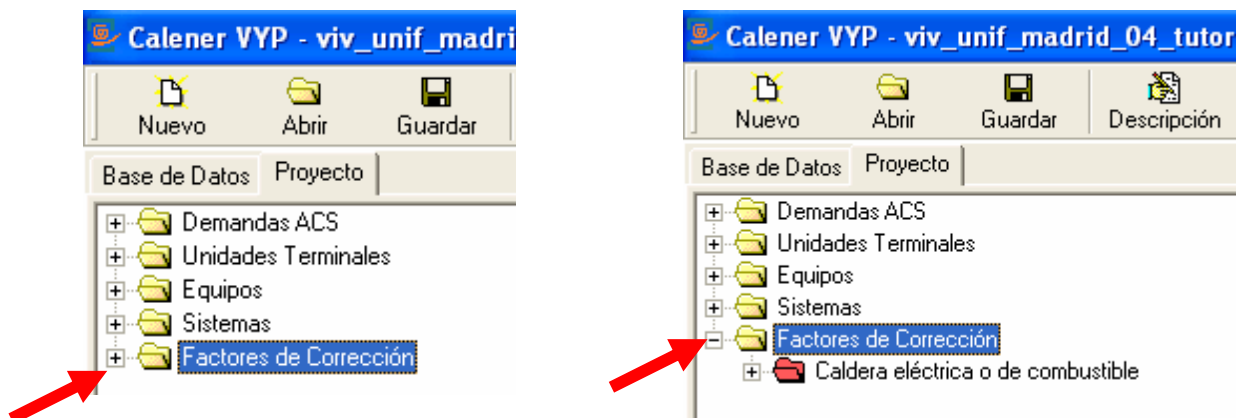 Calener VYP - viv_unif_madri
Nuevo Abrir Guardar
Base de Datos Proyecto
Demandas ACS
Unidades Terminales
Equipos
Sistemas
Factores de Corrección
Calener VYP - viv_unif_madrid_04_tutor
Nuevo Abrir Guardar Descripción
Base de Datos Proyecto
Demandas ACS
Unidades Terminales
Equipos
Sistemas
Factores de Corrección
Caldera eléctrica o de combustible